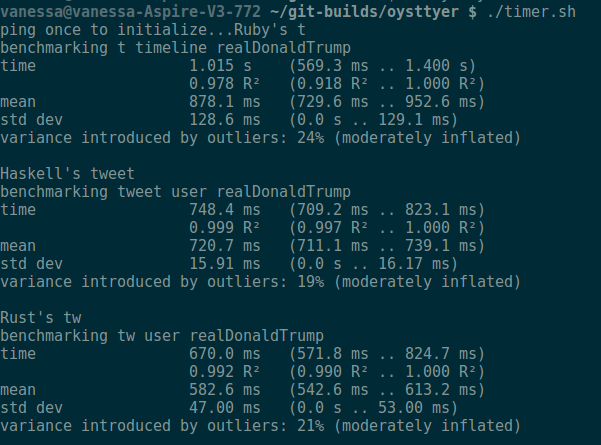 vanessa@vanessa-Aspire-V3-772 ~/git-builds/oysttyer $ ./timer.sh
ping once to initialize...Ruby's t
benchmarking t timeline realDonaldTrump
time                 1.015 s    (569.3 ms .. 1.400 s)
                     0.978 R²   (0.918 R² .. 1.000 R²)
mean                 878.1 ms   (729.6 ms .. 952.6 ms)
std dev              128.6 ms   (0.0 s .. 129.1 ms)
variance introduced by outliers: 24% (moderately inflated)

Haskell's tweet
benchmarking tweet user realDonaldTrump
time                 748.4 ms   (709.2 ms .. 823.1 ms)
                     0.999 R²   (0.997 R² .. 1.000 R²)
mean                 720.7 ms   (711.1 ms .. 739.1 ms)
std dev              15.91 ms   (0.0 s .. 16.17 ms)
variance introduced by outliers: 19% (moderately inflated)

Rust's tw
benchmarking tw user realDonaldTrump
time                 670.0 ms   (571.8 ms .. 824.7 ms)
                     0.992 R²   (0.990 R² .. 1.000 R²)
mean                 582.6 ms   (542.6 ms .. 613.2 ms)
std dev              47.00 ms   (0.0 s .. 53.00 ms)
variance introduced by outliers: 21% (moderately inflated)